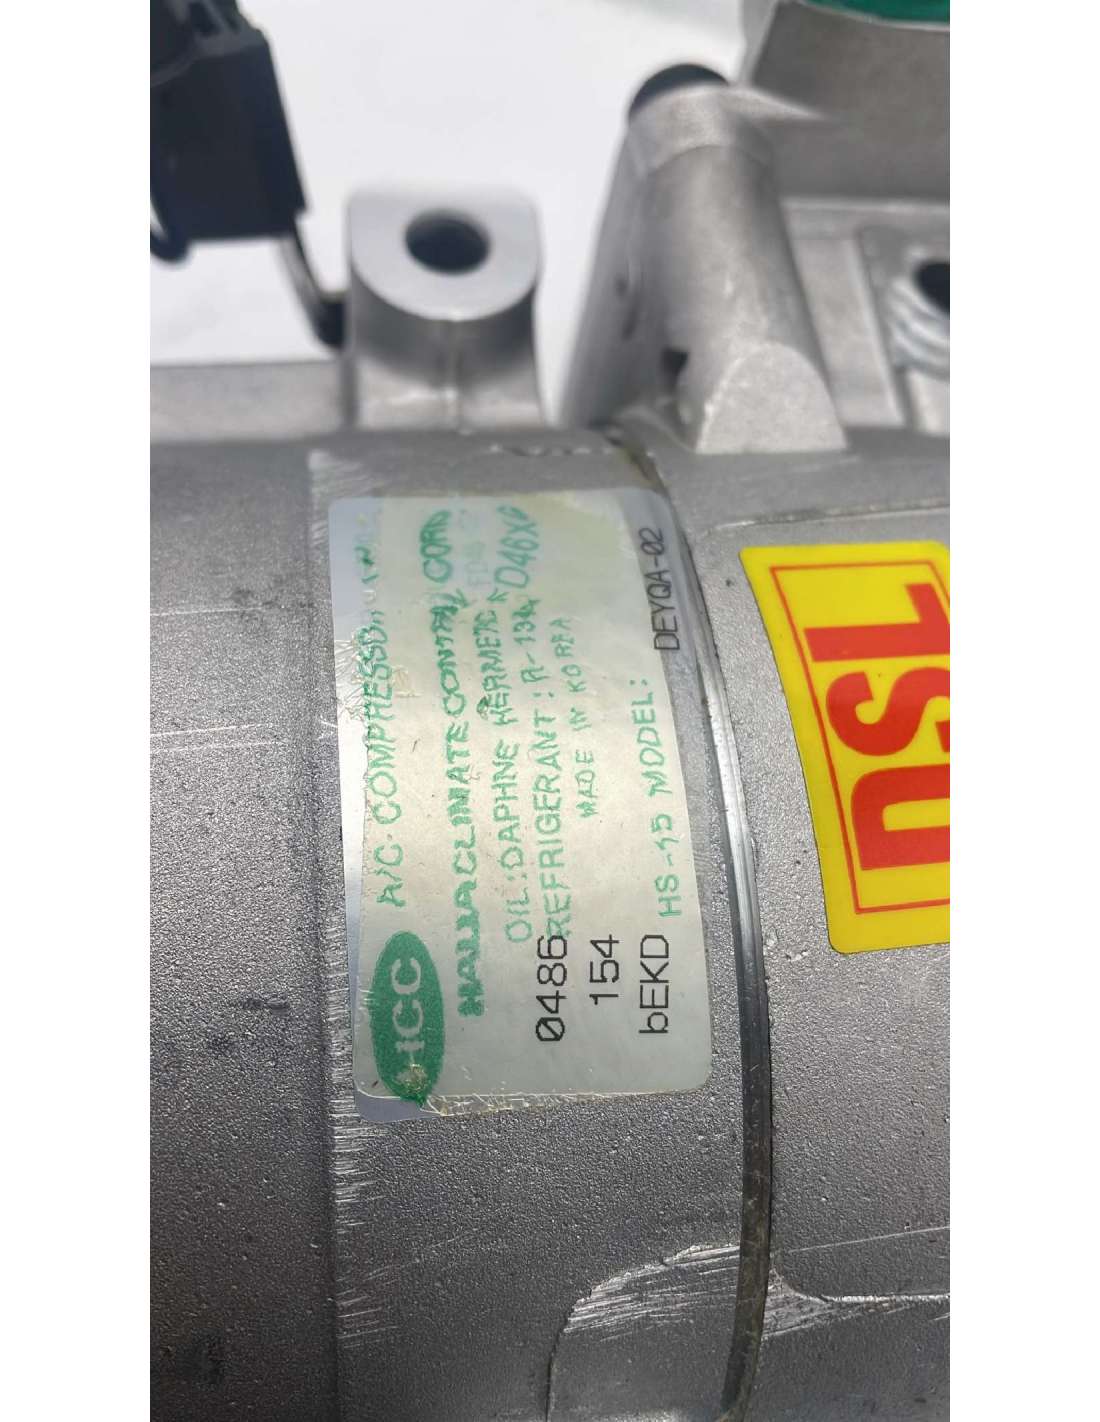 HCC
A/C COMPRESSOR
HALLA CLIMATE CONTROL CORP
OIL: DAPHNE HERMETIC
REFRIGERANT: R-134A
MADE IN KOREA
HS-15 MODEL: DEYQA-02
0486
154
bEKD
DSL